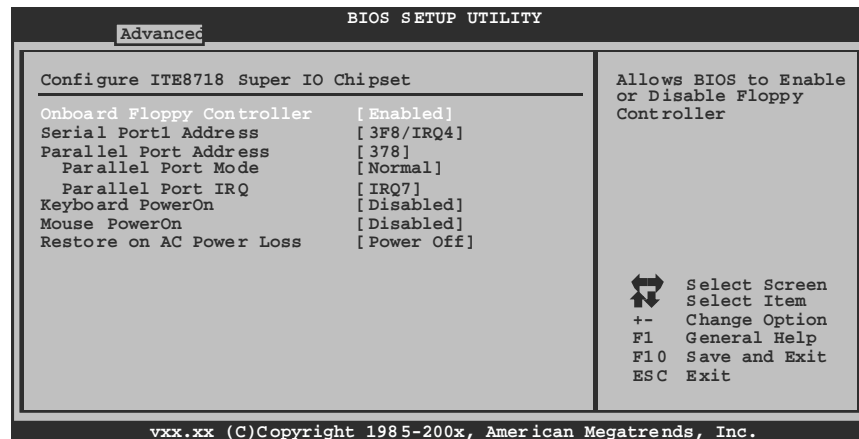 BIOS SETUP UTILITY
Advanced
Configure ITE8718 Super IO Chipset
Onboard Floppy Controller [Enabled]
Serial Port1 Address [3F8/IRQ4]
Parallel Port Address [378]
Parallel Port Mode [Normal]
Parallel Port IRQ [IRQ7]
Keyboard PowerOn [Disabled]
Mouse PowerOn [Disabled]
Restore on AC Power Loss [Power Off]
Allows BIOS to Enable
or Disable Floppy
Controller
Select Screen
Select Item
+- Change Option
F1 General Help
F10 Save and Exit
ESC Exit
vxx.xx (C)Copyright 1985-200x, American Megatrends, Inc.